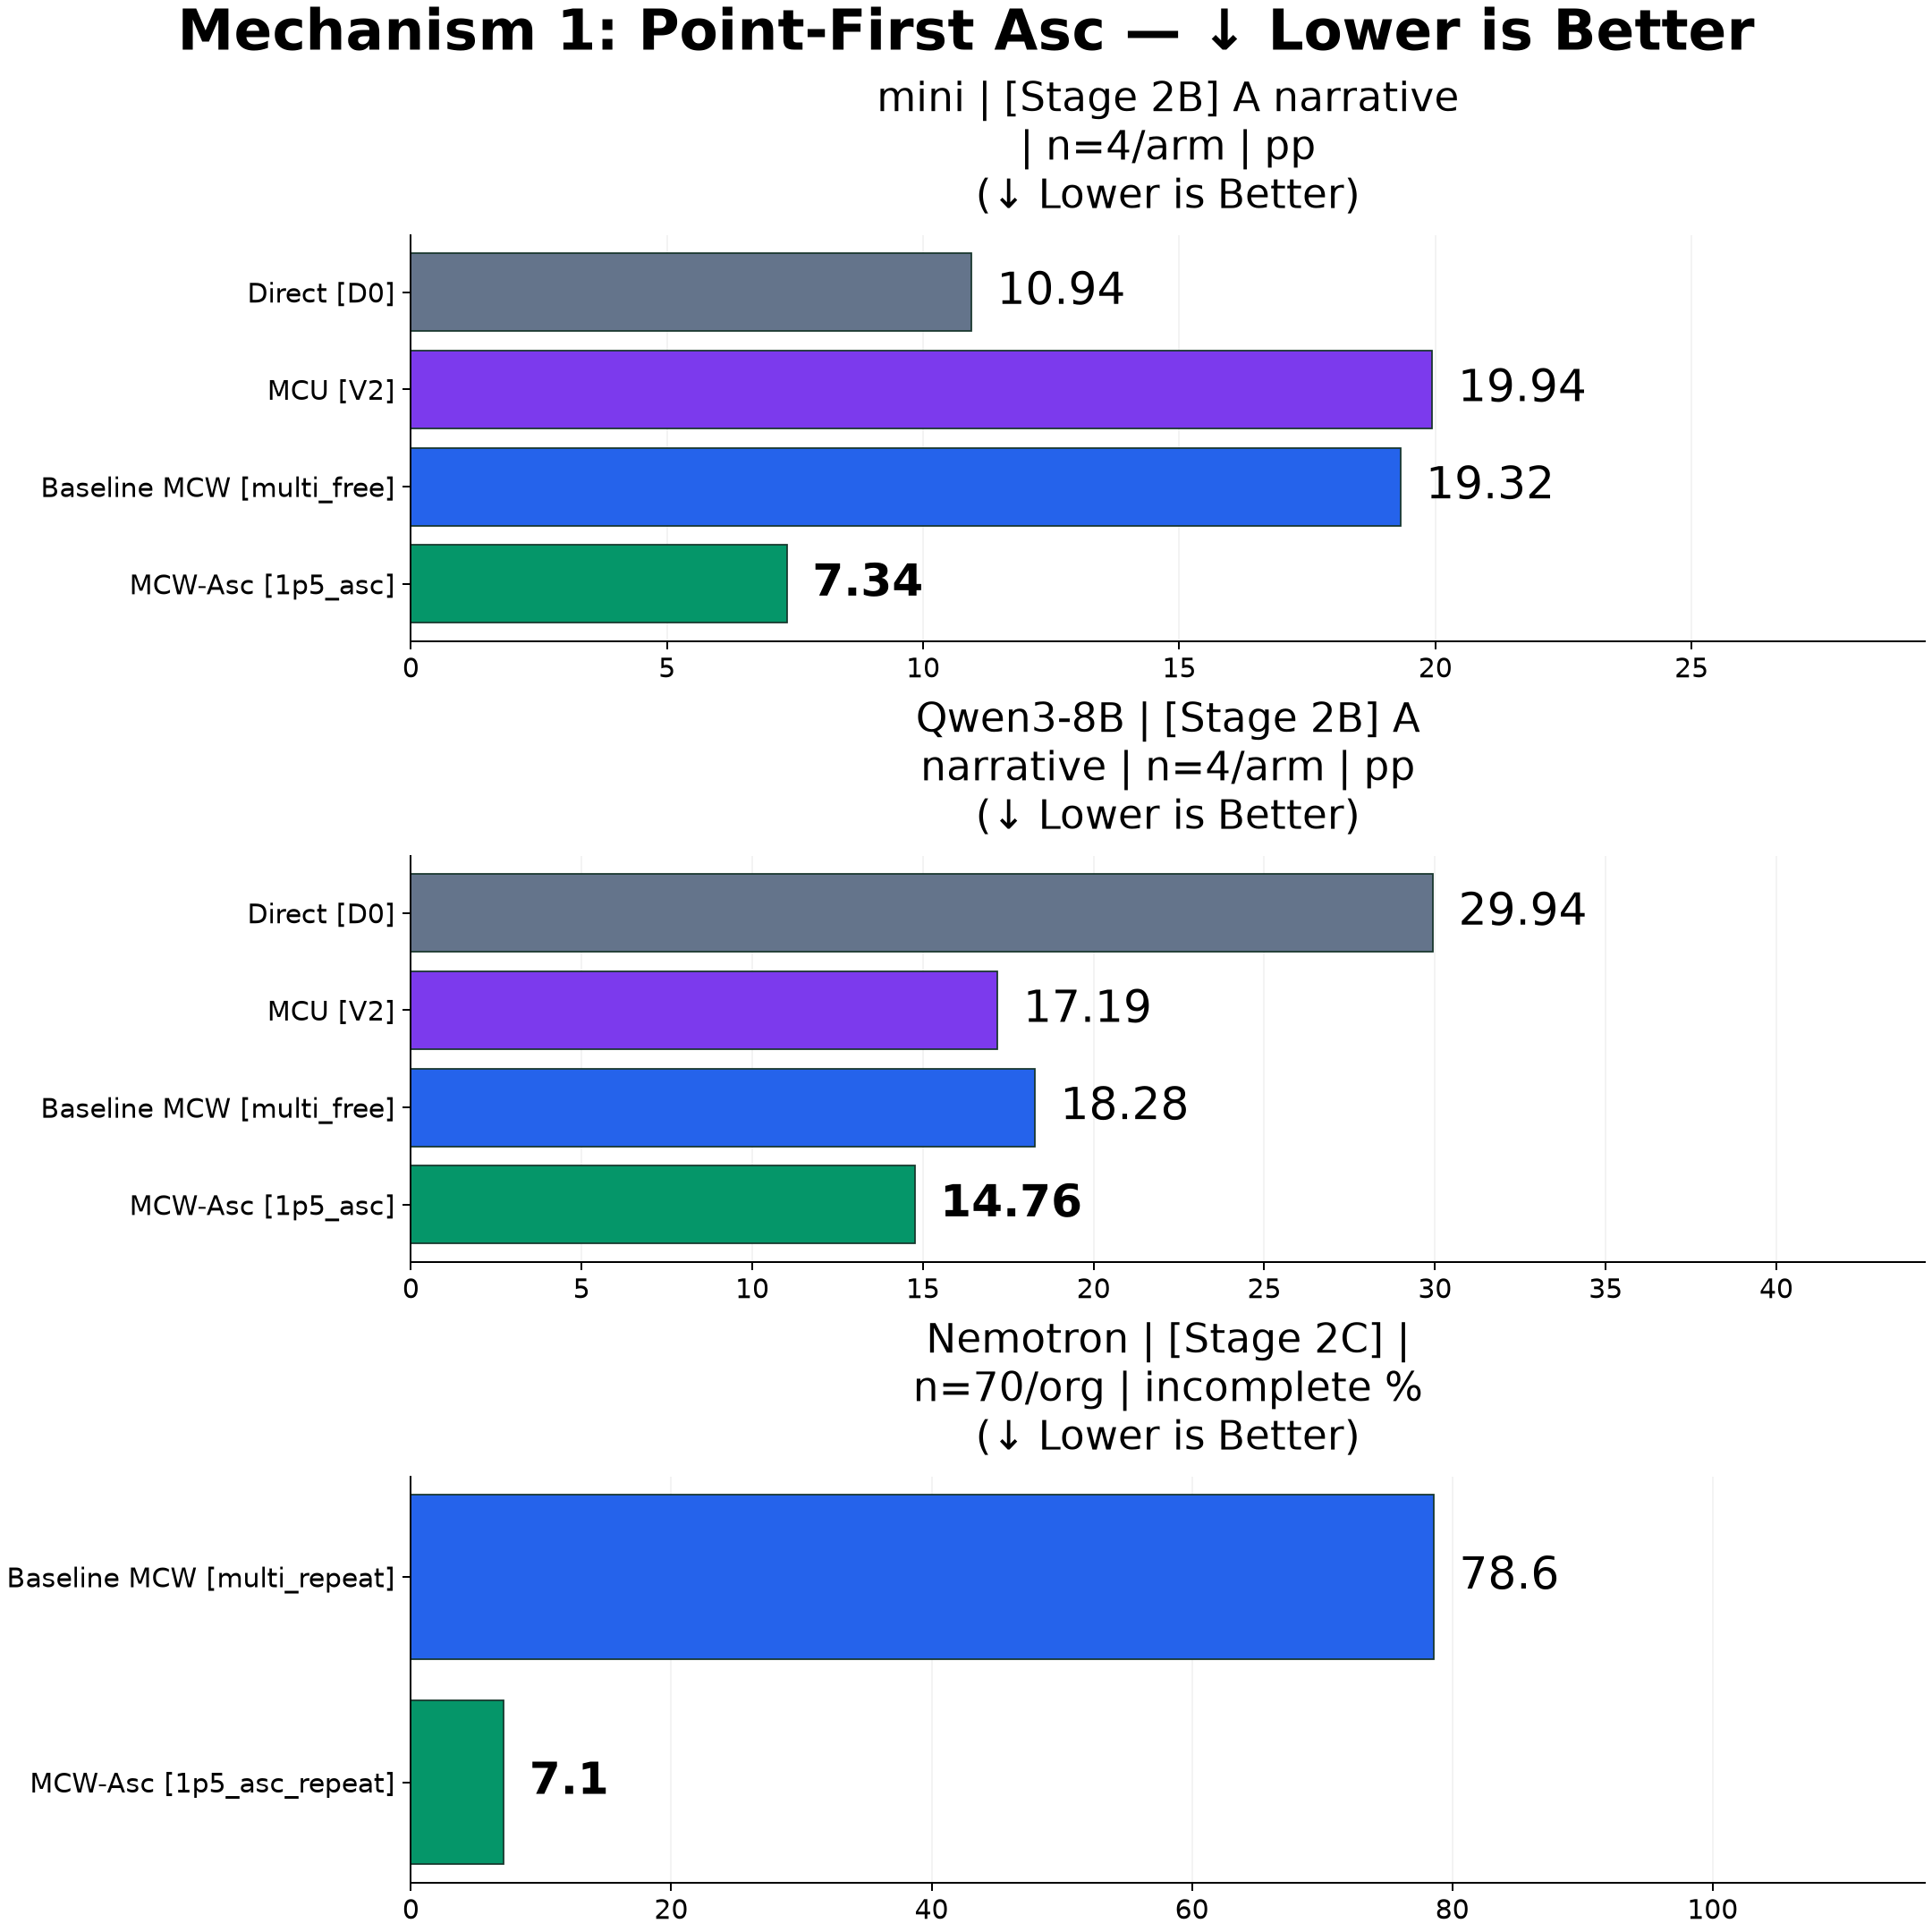 Mechanism 1: Point-First Asc — ↓ Lower is Better
mini | [Stage 2B] A narrative
| n=4/arm | pp
(↓ Lower is Better)
Direct [D0]
10.94
MCU [V2]
19.94
Baseline MCW [multi_free]
19.32
MCW-Asc [1p5_asc]
7.34
0 5 10 15 20 25
Qwen3-8B | [Stage 2B] A
narrative | n=4/arm | pp
(↓ Lower is Better)
Direct [D0]
29.94
MCU [V2]
17.19
Baseline MCW [multi_free]
18.28
MCW-Asc [1p5_asc]
14.76
0 5 10 15 20 25 30 35 40
Nemotron | [Stage 2C] |
n=70/org | incomplete %
(↓ Lower is Better)
Baseline MCW [multi_repeat]
78.6
MCW-Asc [1p5_asc_repeat]
7.1
0 20 40 60 80 100